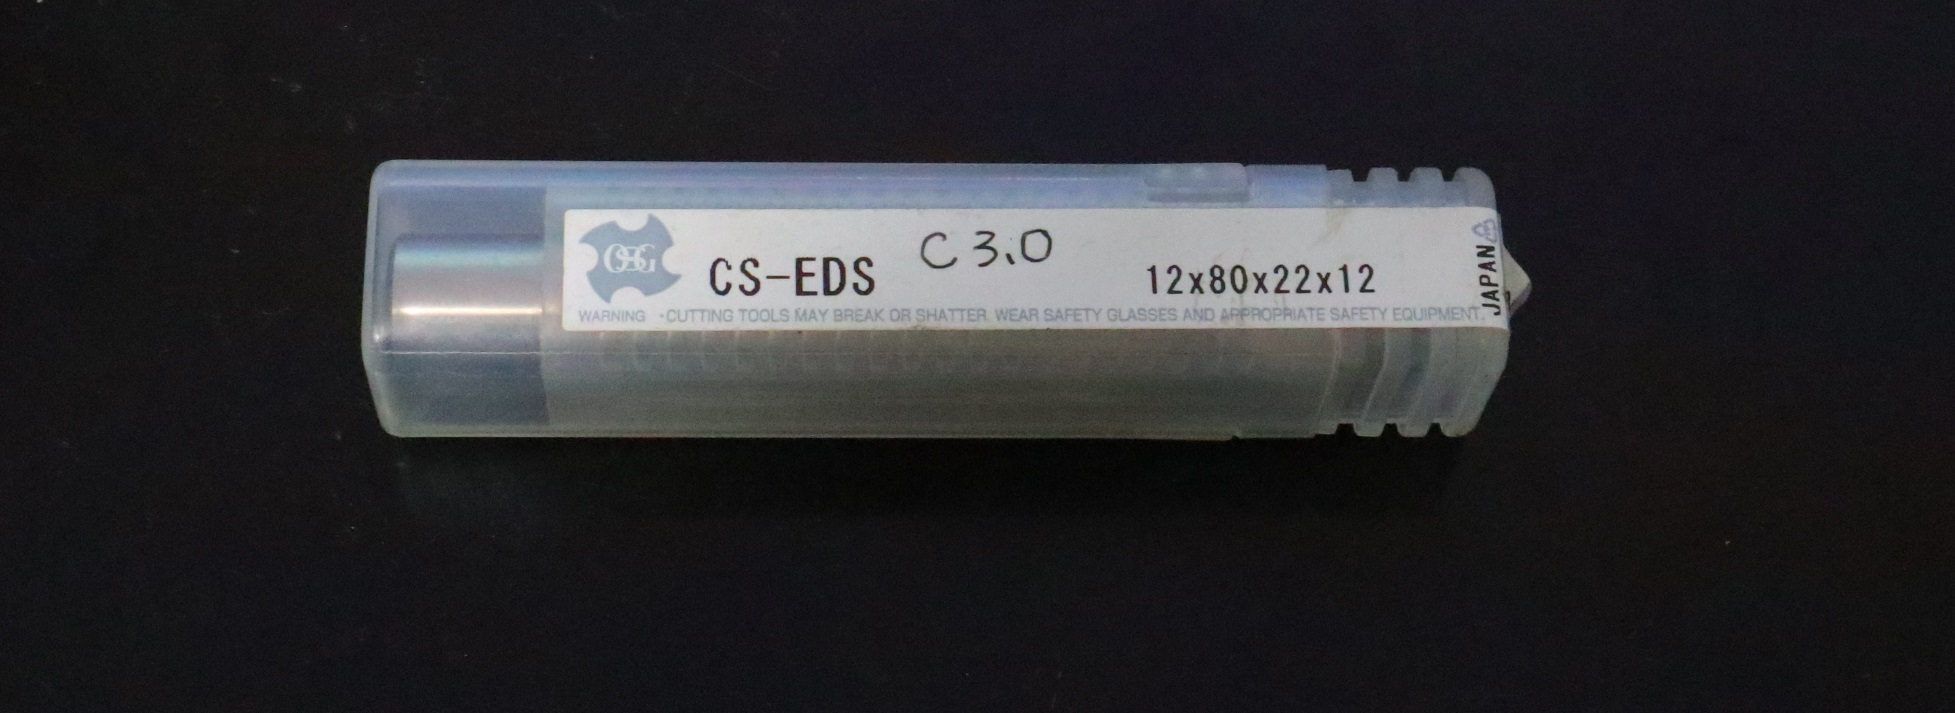 OSG
C 3.0
CS-EDS
12x80x22x12
WARNING ・CUTTING TOOLS MAY BREAK OR SHATTER. WEAR SAFETY GLASSES AND APPROPRIATE SAFETY EQUIPMENT.
JAPAN